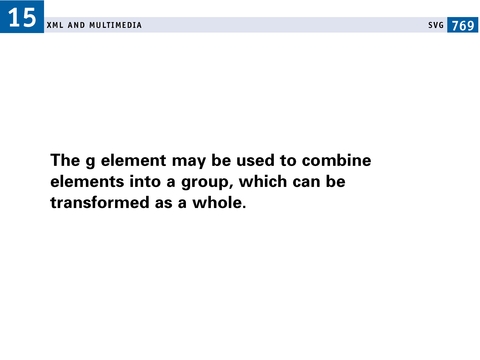 15 XML AND MULTIMEDIA SVG 769
The g element may be used to combine
elements into a group, which can be
transformed as a whole.